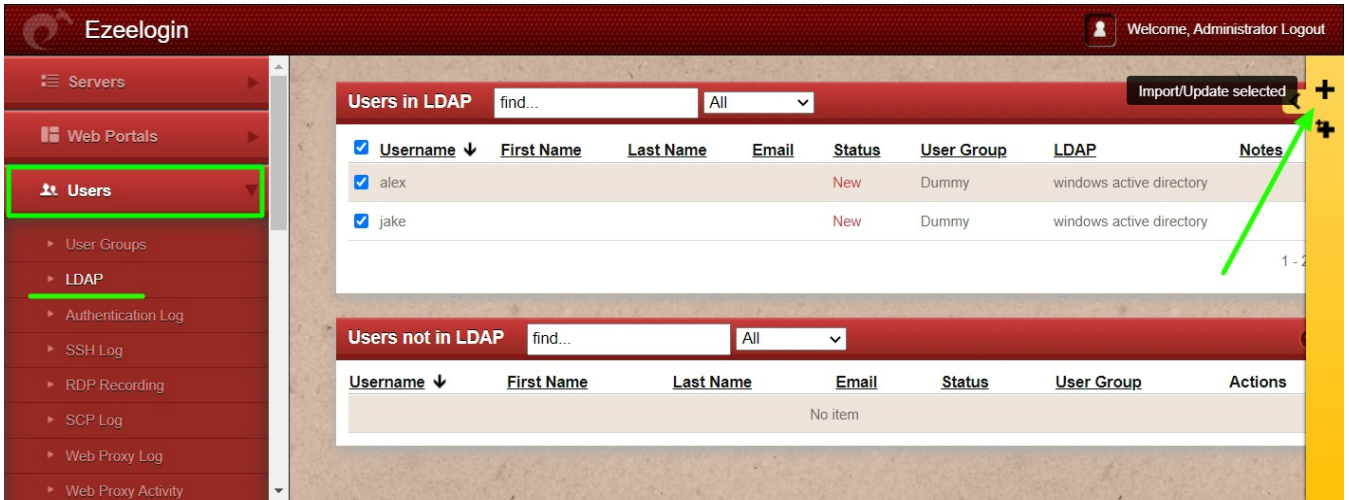 Ezeelogin
Welcome, Administrator Logout
Servers
Web Portals
Users
User Groups
LDAP
Authentication Log
SSH Log
RDP Recording
SCP Log
Web Proxy Log
Web Proxy Activity
Import/Update selected
Users in LDAP find... All
Username First Name Last Name Email Status User Group LDAP Notes
alex New Dummy windows active directory
jake New Dummy windows active directory
1 - 2
Users not in LDAP find... All
Username First Name Last Name Email Status User Group Actions
No item